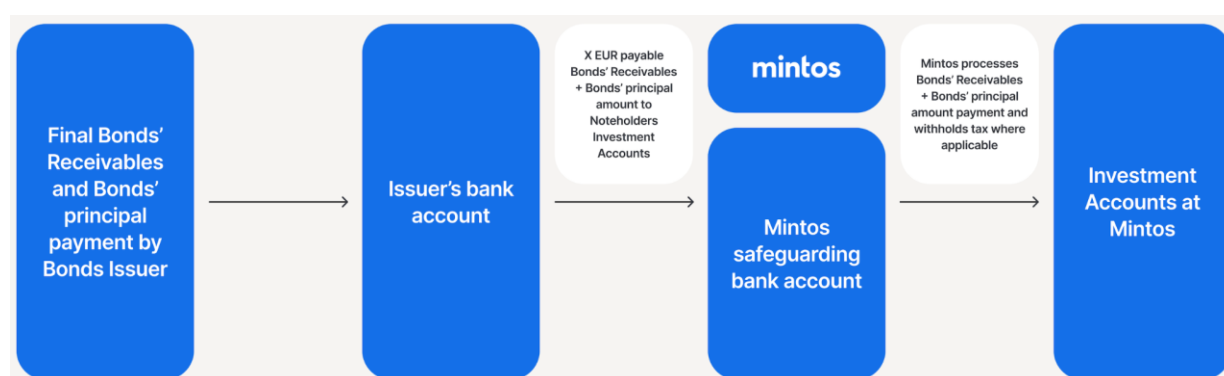 Final Bonds'
Receivables
and Bonds'
principal
payment by
Bonds Issuer
Issuer's bank
account
X EUR payable
Bonds' Receivables
+ Bonds' principal
amount to
Noteholders
Investment
Accounts
mintos
Mintos
safeguarding
bank account
Mintos processes
Bonds' Receivables
+ Bonds' principal
amount payment and
withholds tax where
applicable
Investment
Accounts at
Mintos